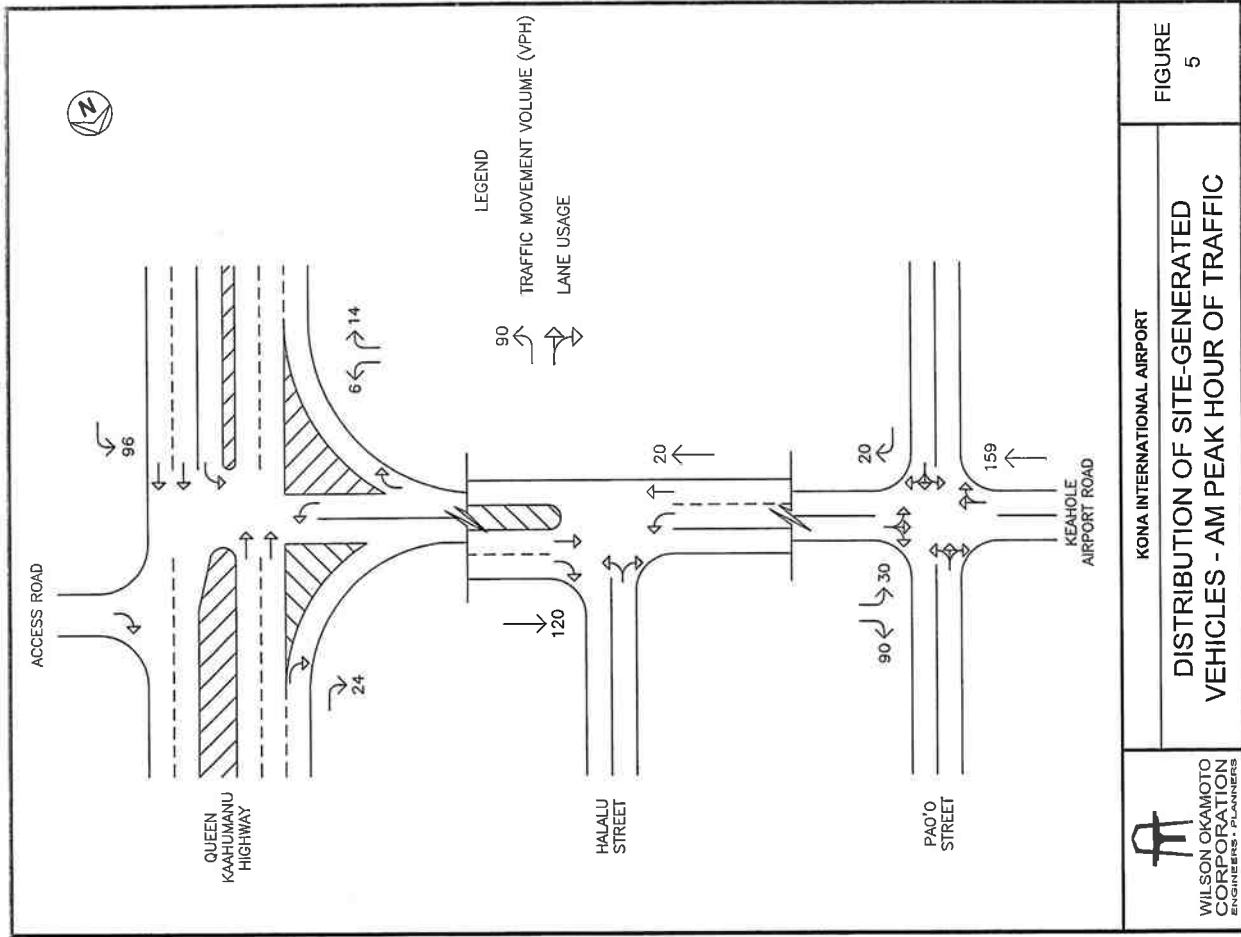 ACCESS ROAD
QUEEN
KAAHUMANU
HIGHWAY
N
96
24
6
14
LEGEND
90
TRAFFIC MOVEMENT VOLUME (VPH)
LANE USAGE
HALALU
STREET
120
20
PAO'O
STREET
90
30
20
159
KEAHOLE
AIRPORT ROAD
WILSON OKAMOTO
CORPORATION
ENGINEERS • PLANNERS
KONA INTERNATIONAL AIRPORT
DISTRIBUTION OF SITE-GENERATED
VEHICLES - AM PEAK HOUR OF TRAFFIC
FIGURE
5